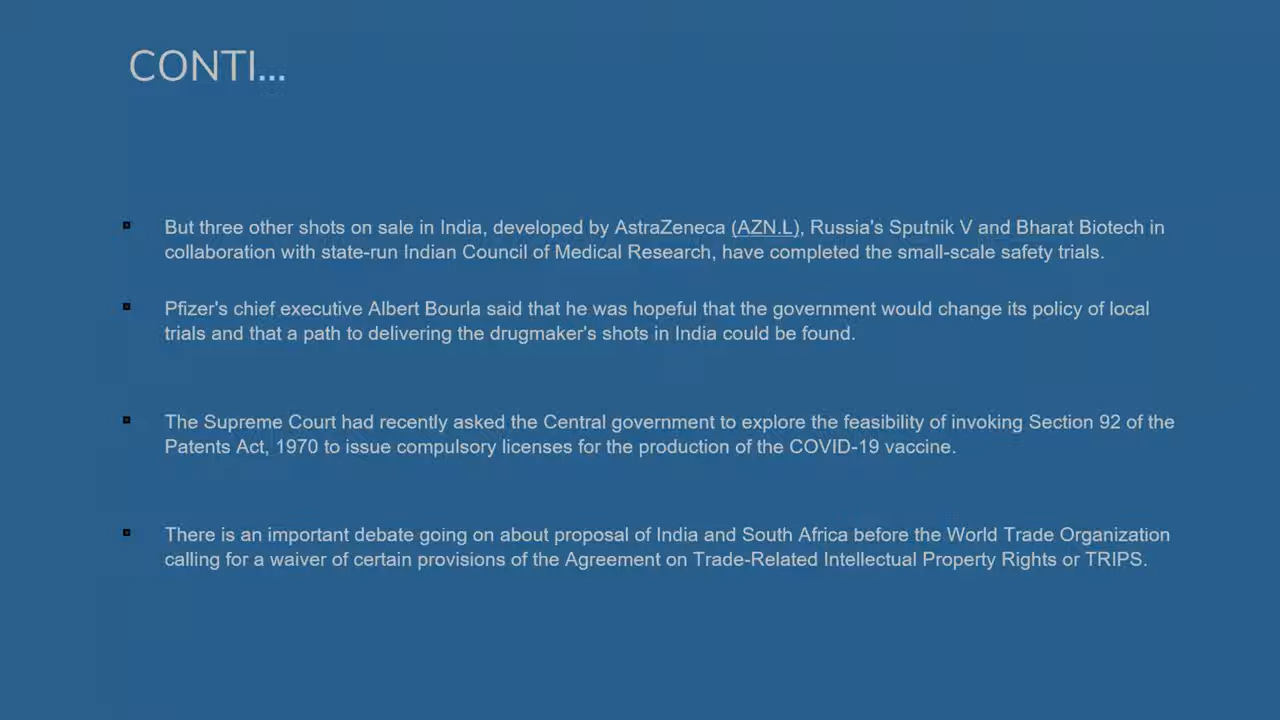 CONTI...
But three other shots on sale in India, developed by AstraZeneca (AZN.L), Russia's Sputnik V and Bharat Biotech in
collaboration with state-run Indian Council of Medical Research, have completed the small-scale safety trials.
Pfizer's chief executive Albert Bourla said that he was hopeful that the government would change its policy of local
trials and that a path to delivering the drugmaker's shots in India could be found.
The Supreme Court had recently asked the Central government to explore the feasibility of invoking Section 92 of the
Patents Act, 1970 to issue compulsory licenses for the production of the COVID-19 vaccine.
There is an important debate going on about proposal of India and South Africa before the World Trade Organization
calling for a waiver of certain provisions of the Agreement on Trade-Related Intellectual Property Rights or TRIPS.